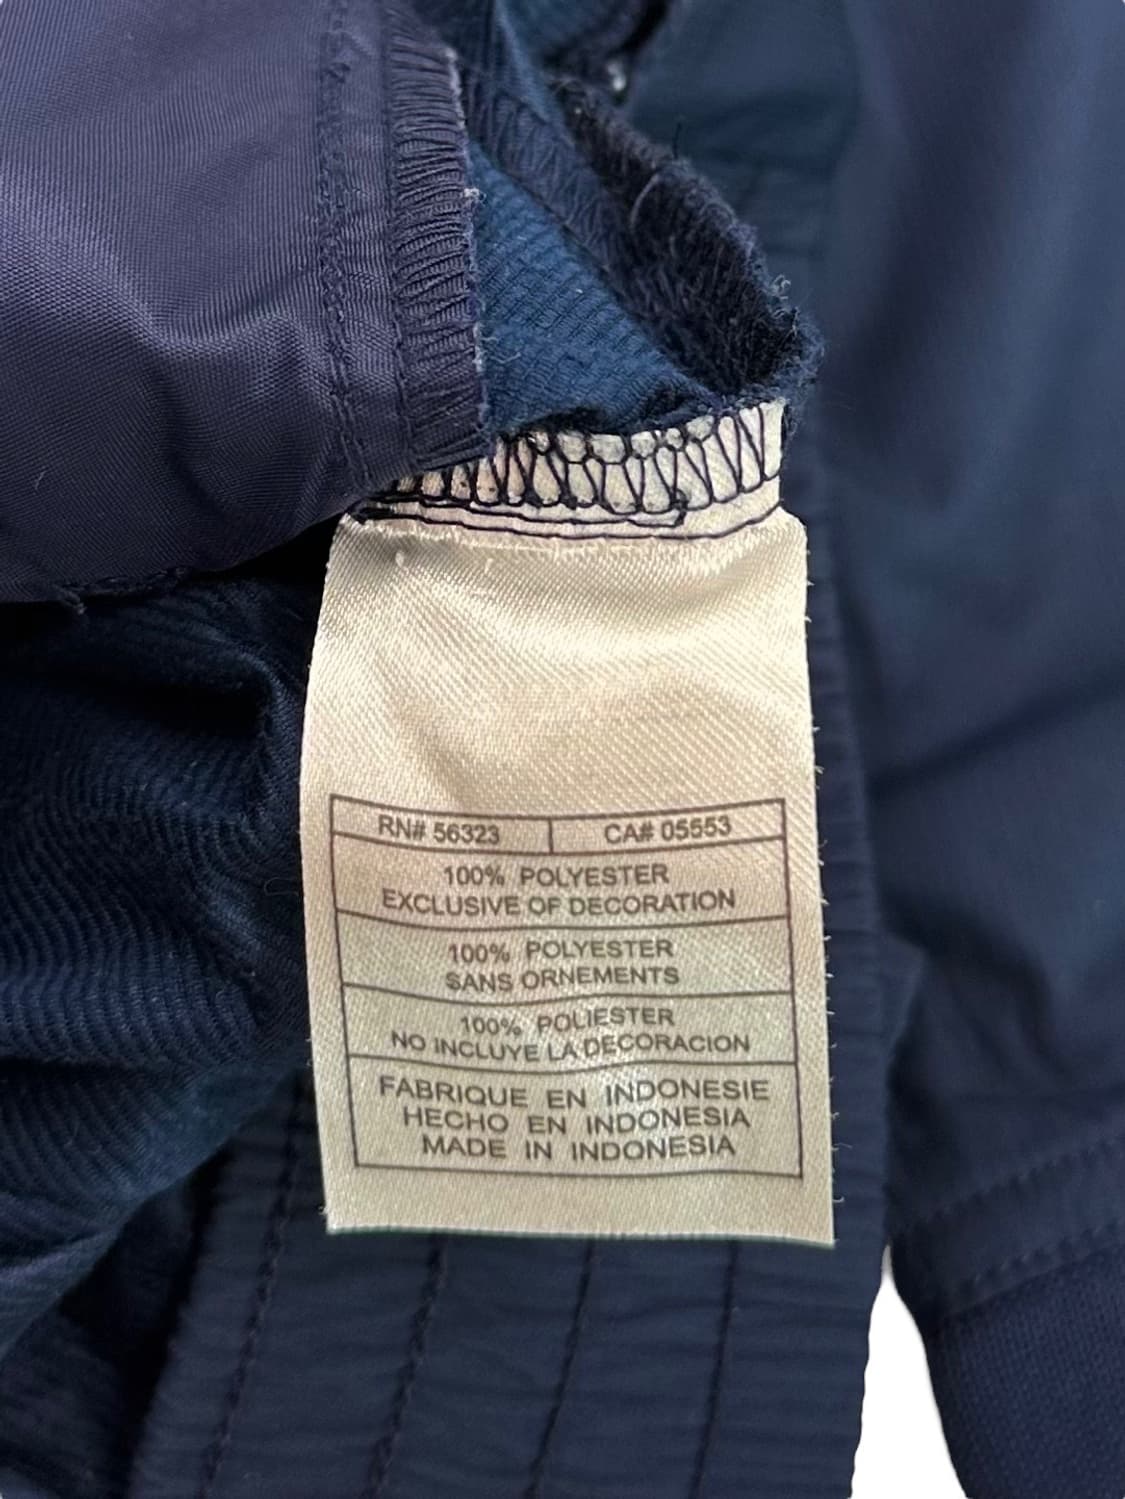 RN# 56323 CA# 05553
100% POLYESTER
EXCLUSIVE OF DECORATION
100% POLYESTER
SANS ORNEMENTS
100% POLIESTER
NO INCLUYE LA DECORACION
FABRIQUE EN INDONESIE
HECHO EN INDONESIA
MADE IN INDONESIA